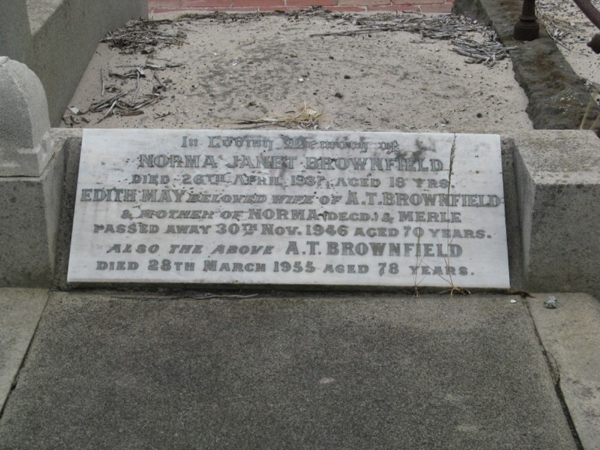 In Loving Memory of
NORMA JANET BROWNFIELD
DIED 26TH APRIL 1937, AGED 18 YRS.
EDITH MAY BELOVED WIFE OF A.T. BROWNFIELD
& MOTHER OF NORMA (DECD.) & MERLE
PASSED AWAY 30TH NOV. 1946 AGED 70 YEARS.
ALSO THE ABOVE A.T. BROWNFIELD
DIED 28TH MARCH 1955 AGED 78 YEARS.